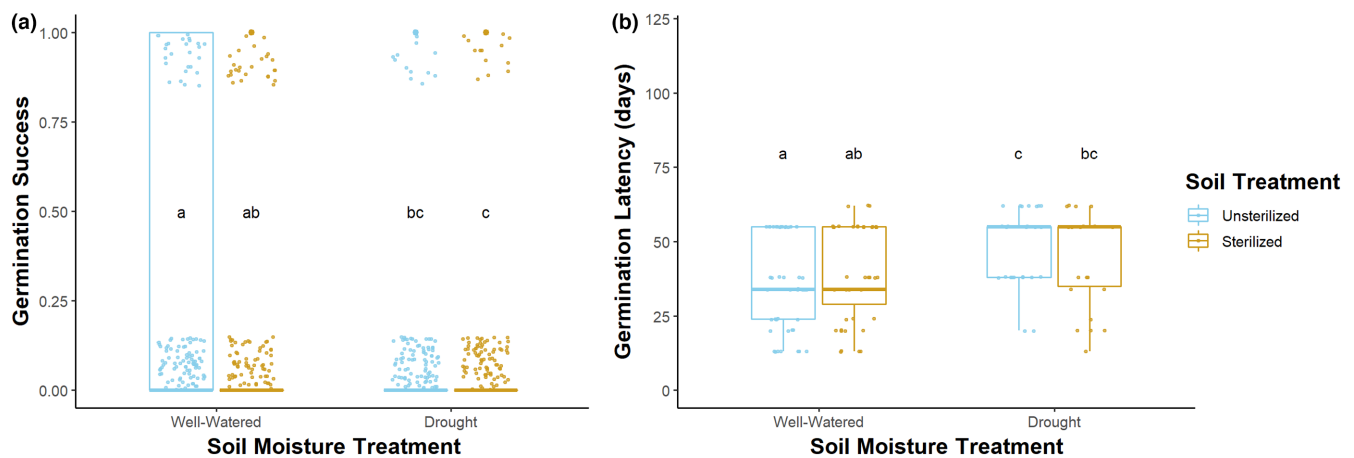 (a)
Germination Success
1.00
0.75
0.50
0.25
0.00
a
ab
bc
c
Well-Watered
Drought
Soil Moisture Treatment
(b)
Germination Latency (days)
125
100
75
50
25
0
a
ab
c
bc
Well-Watered
Drought
Soil Moisture Treatment
Soil Treatment
Unsterilized
Sterilized